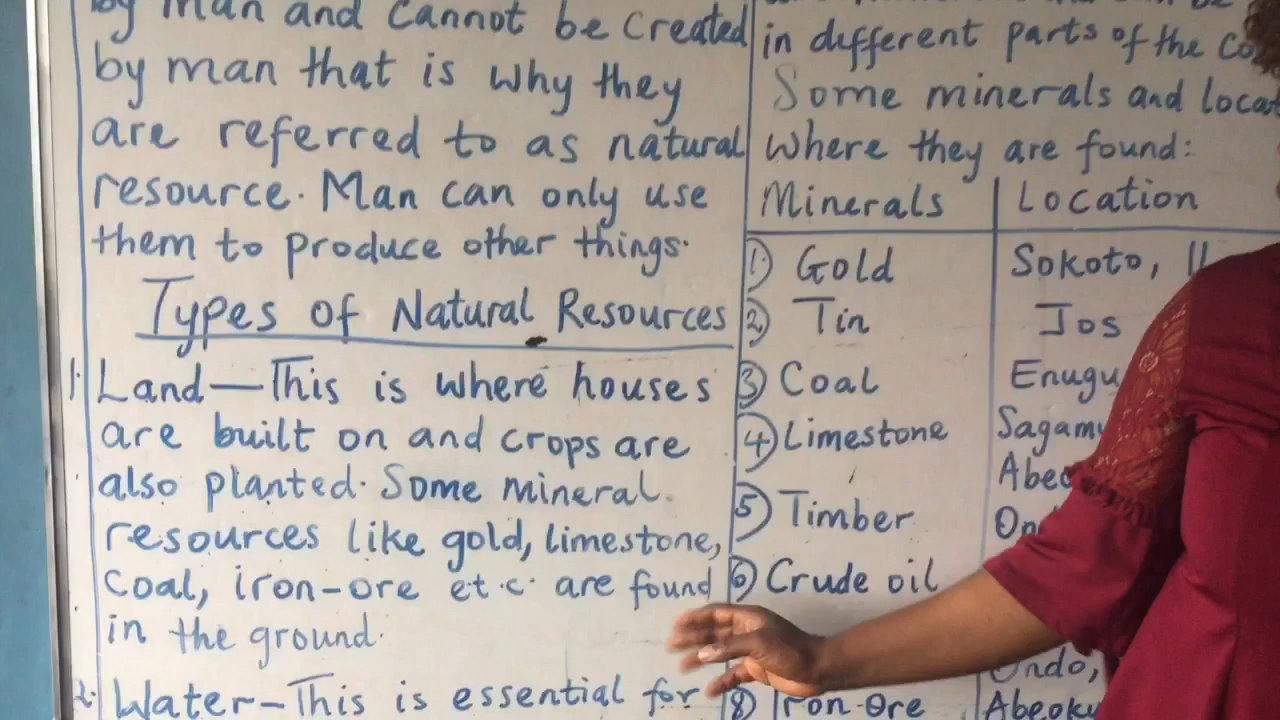 by man and cannot be created
by man that is why they
are referred to as natural
resource. Man can only use
them to produce other things.
Types of Natural Resources
1. Land—This is where houses
are built on and crops are
also planted. Some mineral
resources like gold, limestone,
coal, iron-ore et.c. are found
in the ground.
2. Water—This is essential for
in different parts of the
Some minerals and
where they are found:
Minerals Location
1. Gold Sokoto,
2. Tin Jos
3. Coal Enugu
4. Limestone
5. Timber
6. Crude oil
Ondo,
8. Iron-Ore